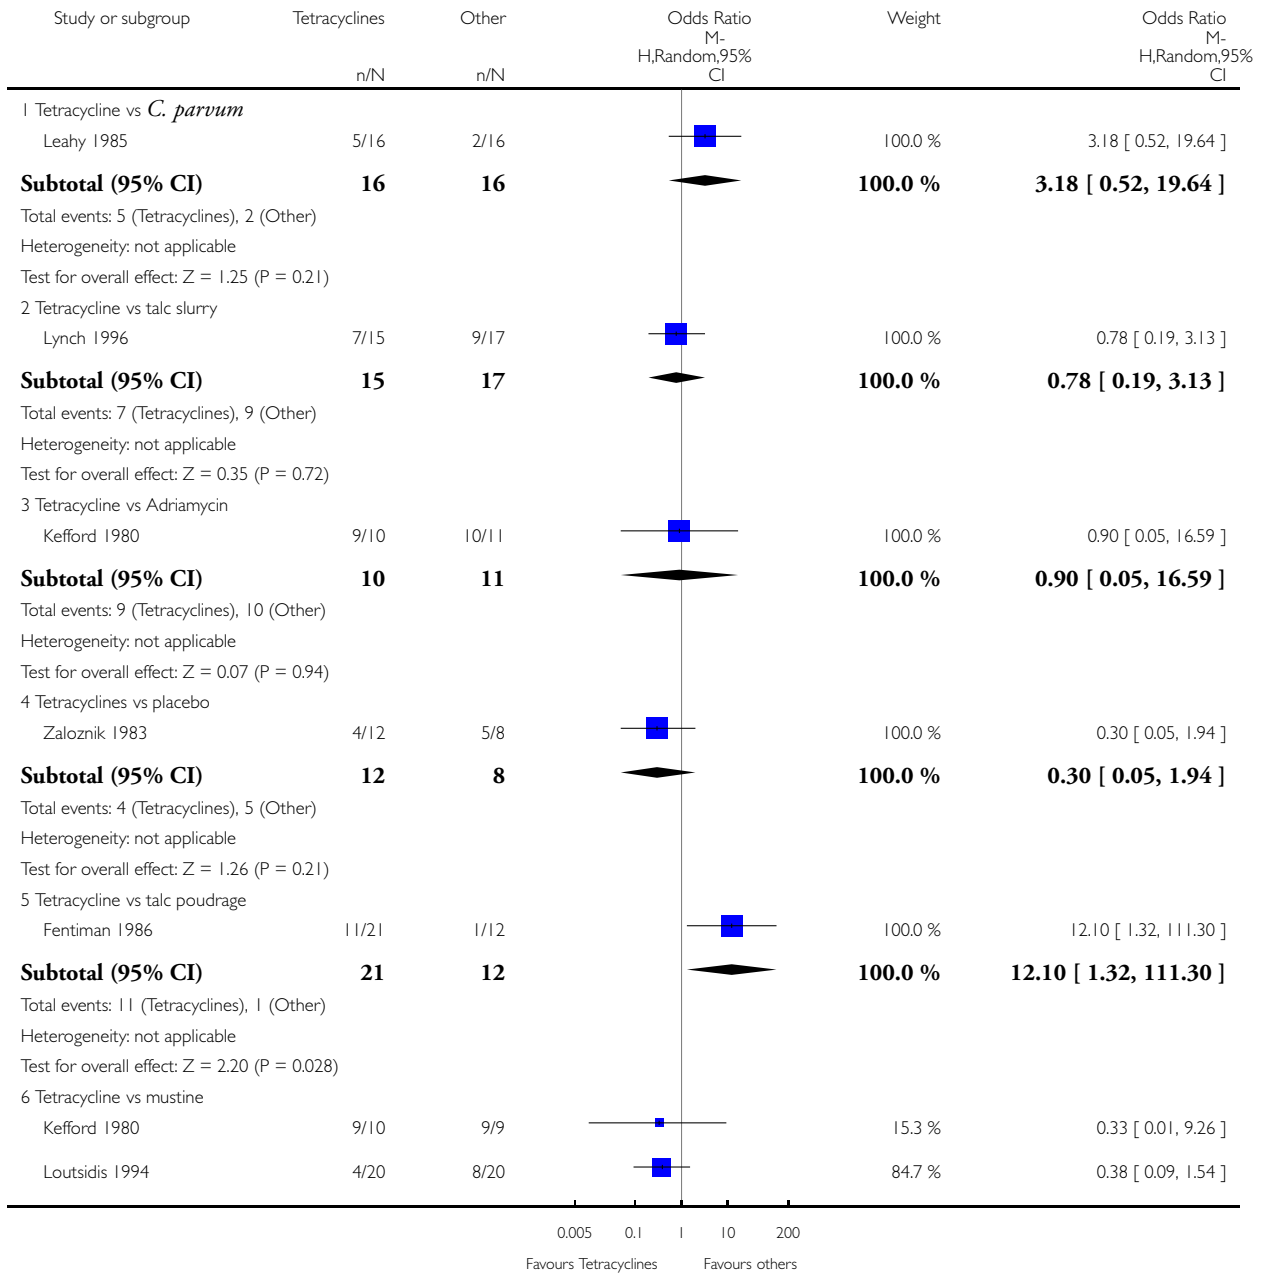 Study or subgroup Tetracyclines Other Odds Ratio Weight Odds Ratio
M- M-
H,Random,95% H,Random,95%
n/N n/N CI CI
1 Tetracycline vs C. parvum
Leahy 1985 5/16 2/16 100.0 % 3.18 [ 0.52, 19.64 ]
Subtotal (95% CI) 16 16 100.0 % 3.18 [ 0.52, 19.64 ]
Total events: 5 (Tetracyclines), 2 (Other)
Heterogeneity: not applicable
Test for overall effect: Z = 1.25 (P = 0.21)
2 Tetracycline vs talc slurry
Lynch 1996 7/15 9/17 100.0 % 0.78 [ 0.19, 3.13 ]
Subtotal (95% CI) 15 17 100.0 % 0.78 [ 0.19, 3.13 ]
Total events: 7 (Tetracyclines), 9 (Other)
Heterogeneity: not applicable
Test for overall effect: Z = 0.35 (P = 0.72)
3 Tetracycline vs Adriamycin
Kefford 1980 9/10 10/11 100.0 % 0.90 [ 0.05, 16.59 ]
Subtotal (95% CI) 10 11 100.0 % 0.90 [ 0.05, 16.59 ]
Total events: 9 (Tetracyclines), 10 (Other)
Heterogeneity: not applicable
Test for overall effect: Z = 0.07 (P = 0.94)
4 Tetracyclines vs placebo
Zaloznik 1983 4/12 5/8 100.0 % 0.30 [ 0.05, 1.94 ]
Subtotal (95% CI) 12 8 100.0 % 0.30 [ 0.05, 1.94 ]
Total events: 4 (Tetracyclines), 5 (Other)
Heterogeneity: not applicable
Test for overall effect: Z = 1.26 (P = 0.21)
5 Tetracycline vs talc poudrage
Fentiman 1986 11/21 1/12 100.0 % 12.10 [ 1.32, 111.30 ]
Subtotal (95% CI) 21 12 100.0 % 12.10 [ 1.32, 111.30 ]
Total events: 11 (Tetracyclines), 1 (Other)
Heterogeneity: not applicable
Test for overall effect: Z = 2.20 (P = 0.028)
6 Tetracycline vs mustine
Kefford 1980 9/10 9/9 15.3 % 0.33 [ 0.01, 9.26 ]
Loutsidis 1994 4/20 8/20 84.7 % 0.38 [ 0.09, 1.54 ]
0.005 0.1 1 10 200
Favours Tetracyclines Favours others